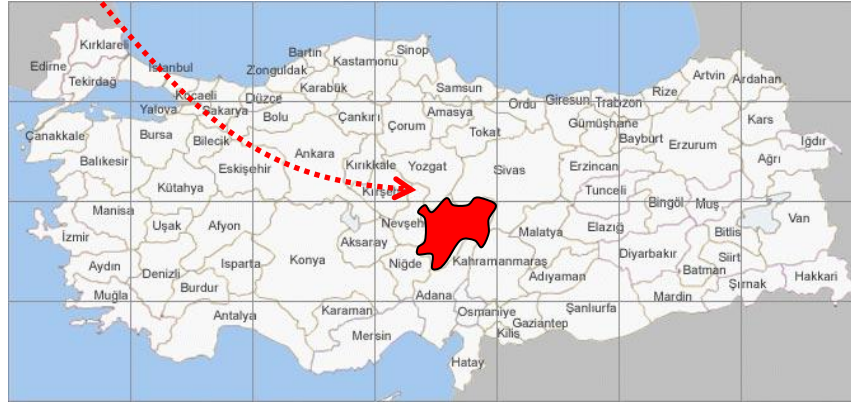 Kırklareli
Edirne
Tekirdağ
İstanbul
Kocaeli
Yalova
Sakarya
Düzce
Zonguldak
Bartın
Kastamonu
Sinop
Karabük
Bolu
Çankırı
Çorum
Samsun
Amasya
Ordu
Giresun
Trabzon
Rize
Artvin
Ardahan
Kars
Iğdır
Gümüşhane
Bayburt
Erzurum
Tokat
Çanakkale
Bursa
Bilecik
Balıkesir
Eskişehir
Ankara
Kırıkkale
Yozgat
Sivas
Erzincan
Ağrı
Kütahya
Kırşehir
Tunceli
Bingöl
Muş
Manisa
Uşak
Afyon
Nevşeh
Malatya
Elazığ
Bitlis
Van
İzmir
Aksaray
Konya
Niğde
Kahramanmaraş
Diyarbakır
Batman
Siirt
Aydın
Denizli
Isparta
Adıyaman
Şırnak
Hakkari
Muğla
Burdur
Antalya
Karaman
Mersin
Adana
Osmaniye
Gaziantep
Şanlıurfa
Mardin
Kilis
Hatay